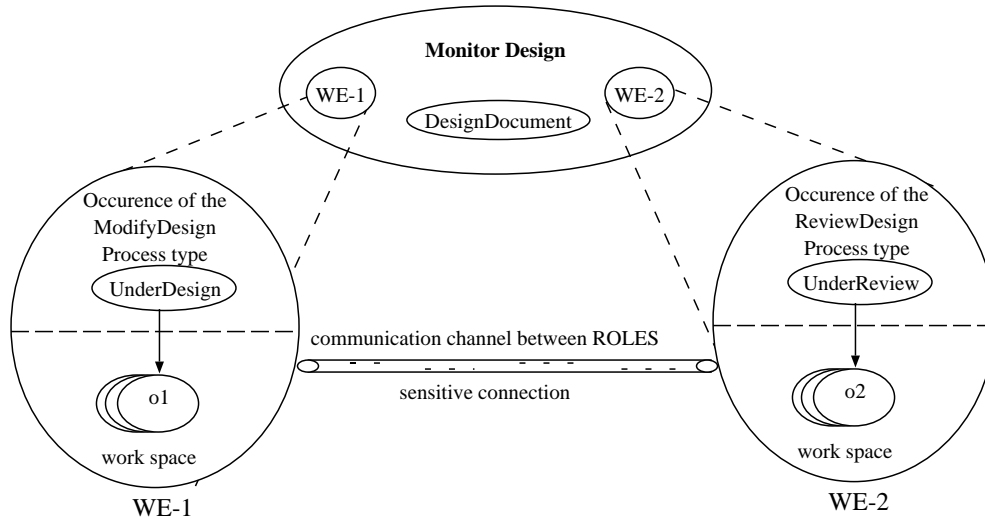 Monitor Design
WE-1
WE-2
DesignDocument
Occurence of the
ModifyDesign
Process type
UnderDesign
Occurence of the
ReviewDesign
Process type
UnderReview
communication channel between ROLES
sensitive connection
o1
o2
work space
work space
WE-1
WE-2